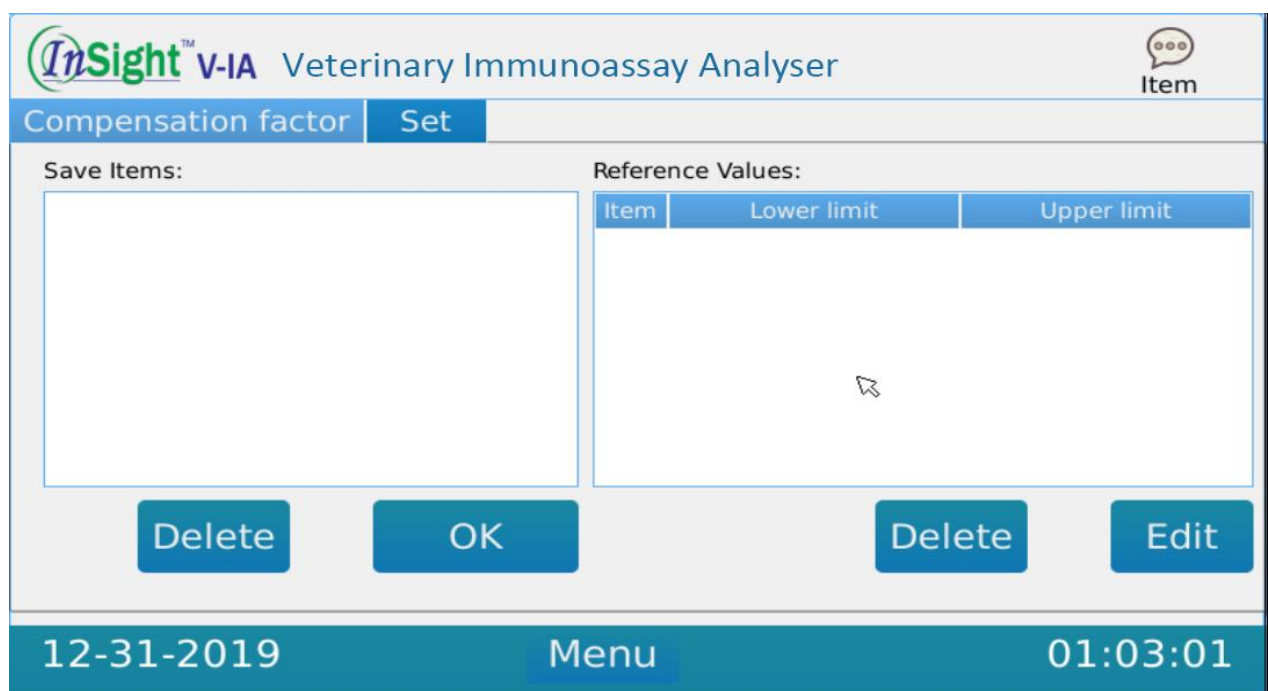 InSight™ V-IA Veterinary Immunoassay Analyser
Item
Compensation factor Set
Save Items:
Reference Values:
Item Lower limit Upper limit
Delete OK Delete Edit
12-31-2019 Menu 01:03:01